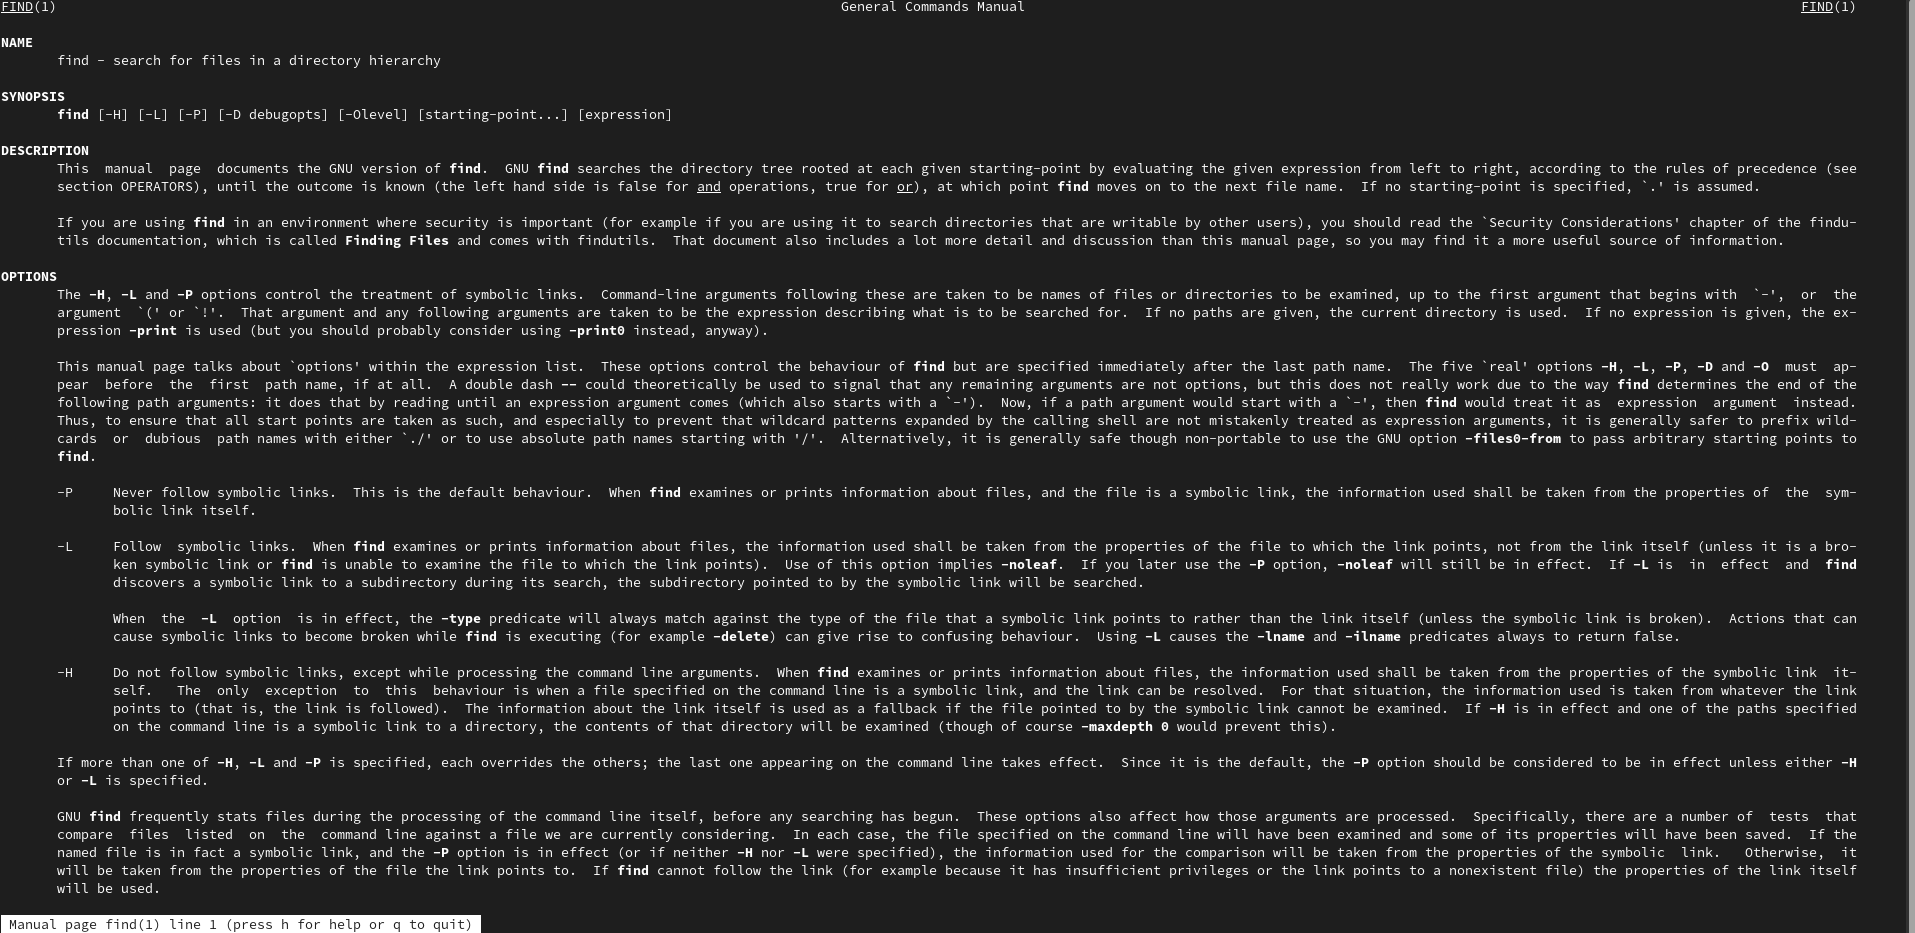 FIND(1) General Commands Manual FIND(1)
NAME
find - search for files in a directory hierarchy
SYNOPSIS
find [-H] [-L] [-P] [-D debugopts] [-Olevel] [starting-point...] [expression]
DESCRIPTION
This manual page documents the GNU version of find. GNU find searches the directory tree rooted at each given starting-point by evaluating the given expression from left to right, according to the rules of precedence (see
section OPERATORS), until the outcome is known (the left hand side is false for and operations, true for or), at which point find moves on to the next file name. If no starting-point is specified, `.' is assumed.
If you are using find in an environment where security is important (for example if you are using it to search directories that are writable by other users), you should read the `Security Considerations' chapter of the findu-
tils documentation, which is called Finding Files and comes with findutils. That document also includes a lot more detail and discussion than this manual page, so you may find it a more useful source of information.
OPTIONS
The -H, -L and -P options control the treatment of symbolic links. Command-line arguments following these are taken to be names of files or directories to be examined, up to the first argument that begins with `-', or the
argument `(' or `!'. That argument and any following arguments are taken to be the expression describing what is to be searched for. If no paths are given, the current directory is used. If no expression is given, the ex-
pression -print is used (but you should probably consider using -print0 instead, anyway).
This manual page talks about `options' within the expression list. These options control the behaviour of find but are specified immediately after the last path name. The five `real' options -H, -L, -P, -D and -O must ap-
pear before the first path name, if at all. A double dash -- could theoretically be used to signal that any remaining arguments are not options, but this does not really work due to the way find determines the end of the
following path arguments: it does that by reading until an expression argument comes (which also starts with a `-'). Now, if a path argument would start with a `-', then find would treat it as expression argument instead.
Thus, to ensure that all start points are taken as such, and especially to prevent that wildcard patterns expanded by the calling shell are not mistakenly treated as expression arguments, it is generally safer to prefix wild-
cards or dubious path names with either `./' or to use absolute path names starting with '/'. Alternatively, it is generally safe though non-portable to use the GNU option -files0-from to pass arbitrary starting points to
find.
-P Never follow symbolic links. This is the default behaviour. When find examines or prints information about files, and the file is a symbolic link, the information used shall be taken from the properties of the sym-
bolic link itself.
-L Follow symbolic links. When find examines or prints information about files, the information used shall be taken from the properties of the file to which the link points, not from the link itself (unless it is a bro-
ken symbolic link or find is unable to examine the file to which the link points). Use of this option implies -noleaf. If you later use the -P option, -noleaf will still be in effect. If -L is in effect and find
discovers a symbolic link to a subdirectory during its search, the subdirectory pointed to by the symbolic link will be searched.
When the -L option is in effect, the -type predicate will always match against the type of the file that a symbolic link points to rather than the link itself (unless the symbolic link is broken). Actions that can
cause symbolic links to become broken while find is executing (for example -delete) can give rise to confusing behaviour. Using -L causes the -lname and -ilname predicates always to return false.
-H Do not follow symbolic links, except while processing the command line arguments. When find examines or prints information about files, the information used shall be taken from the properties of the symbolic link it-
self. The only exception to this behaviour is when a file specified on the command line is a symbolic link, and the link can be resolved. For that situation, the information used is taken from whatever the link
points to (that is, the link is followed). The information about the link itself is used as a fallback if the file pointed to by the symbolic link cannot be examined. If -H is in effect and one of the paths specified
on the command line is a symbolic link to a directory, the contents of that directory will be examined (though of course -maxdepth 0 would prevent this).
If more than one of -H, -L and -P is specified, each overrides the others; the last one appearing on the command line takes effect. Since it is the default, the -P option should be considered to be in effect unless either -H
or -L is specified.
GNU find frequently stats files during the processing of the command line itself, before any searching has begun. These options also affect how those arguments are processed. Specifically, there are a number of tests that
compare files listed on the command line against a file we are currently considering. In each case, the file specified on the command line will have been examined and some of its properties will have been saved. If the
named file is in fact a symbolic link, and the -P option is in effect (or if neither -H nor -L were specified), the information used for the comparison will be taken from the properties of the symbolic link. Otherwise, it
will be taken from the properties of the file the link points to. If find cannot follow the link (for example because it has insufficient privileges or the link points to a nonexistent file) the properties of the link itself
will be used.
Manual page find(1) line 1 (press h for help or q to quit)